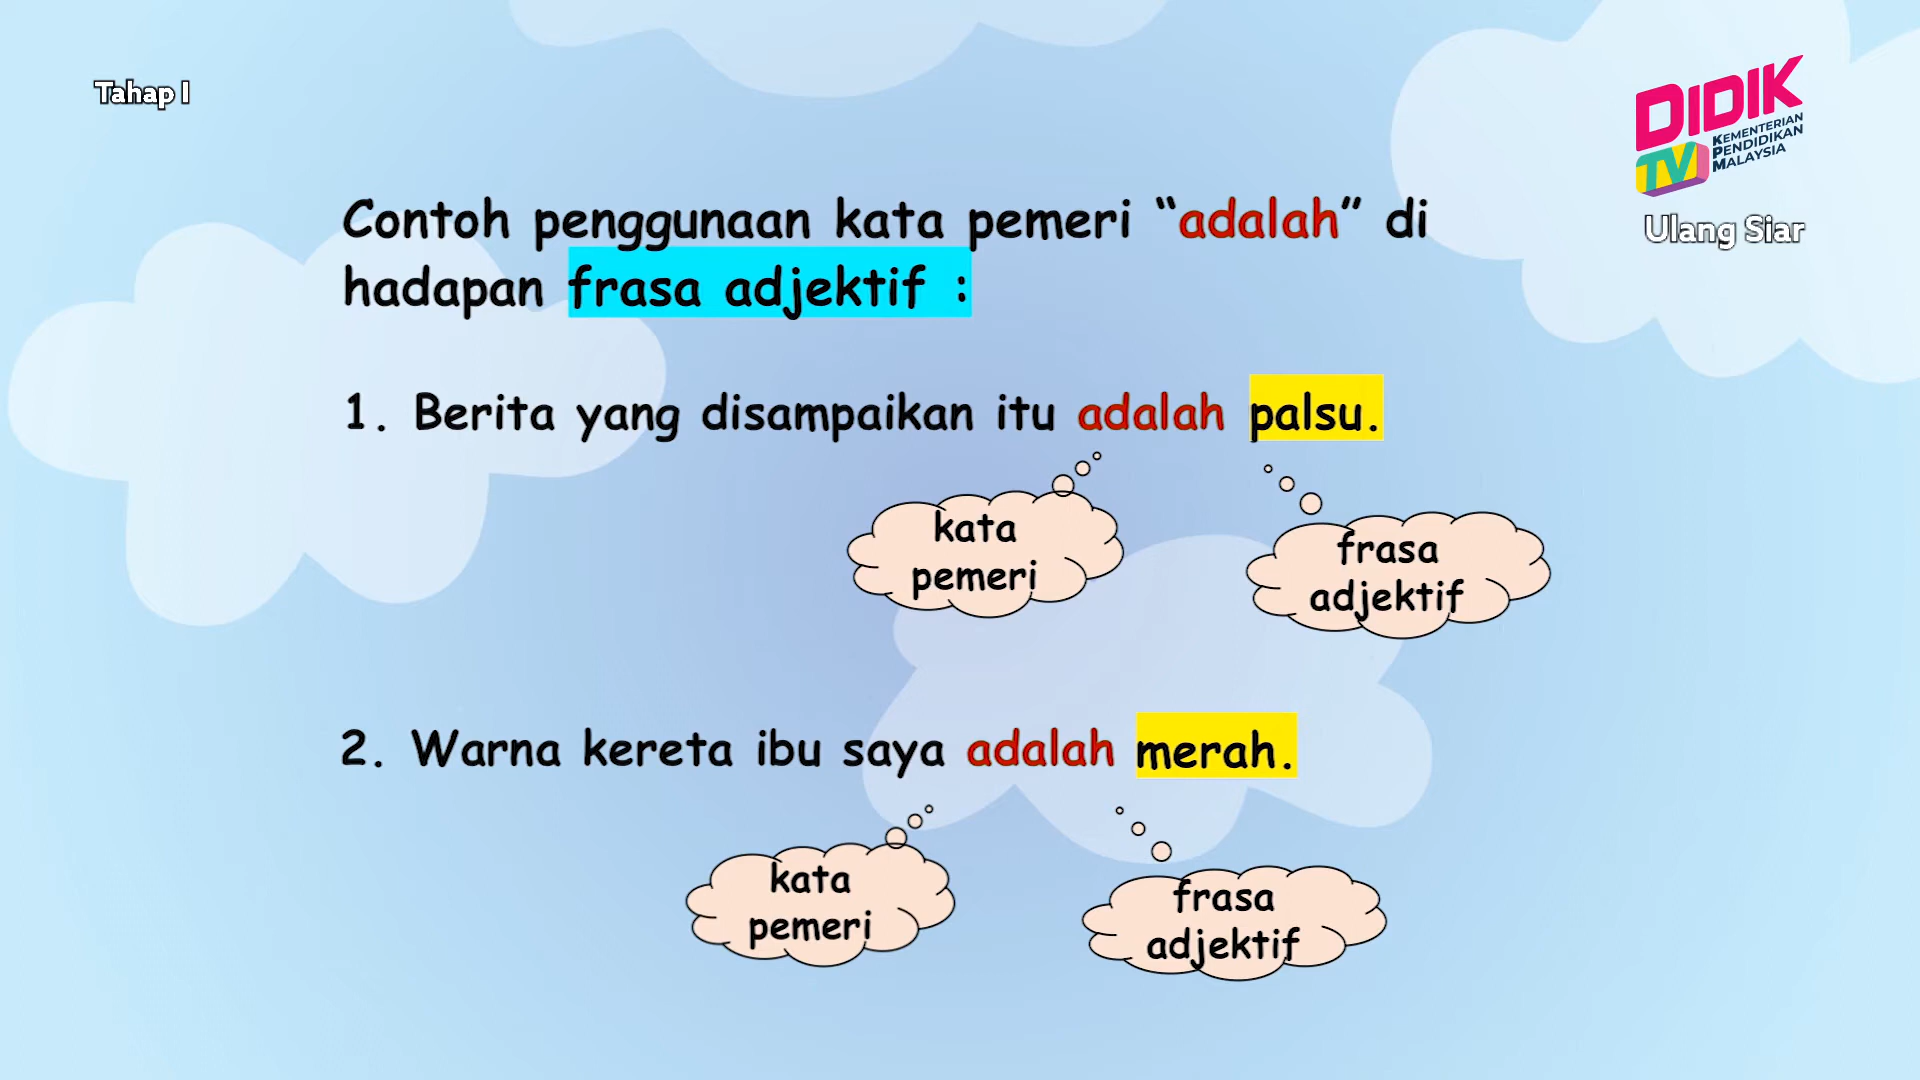 Tahap I
DIDIK
TV
KEMENTERIAN
PENDIDIKAN
MALAYSIA
Ulang Siar
Contoh penggunaan kata pemeri “adalah” di
hadapan frasa adjektif :
1. Berita yang disampaikan itu adalah palsu.
kata
pemeri
frasa
adjektif
2. Warna kereta ibu saya adalah merah.
kata
pemeri
frasa
adjektif